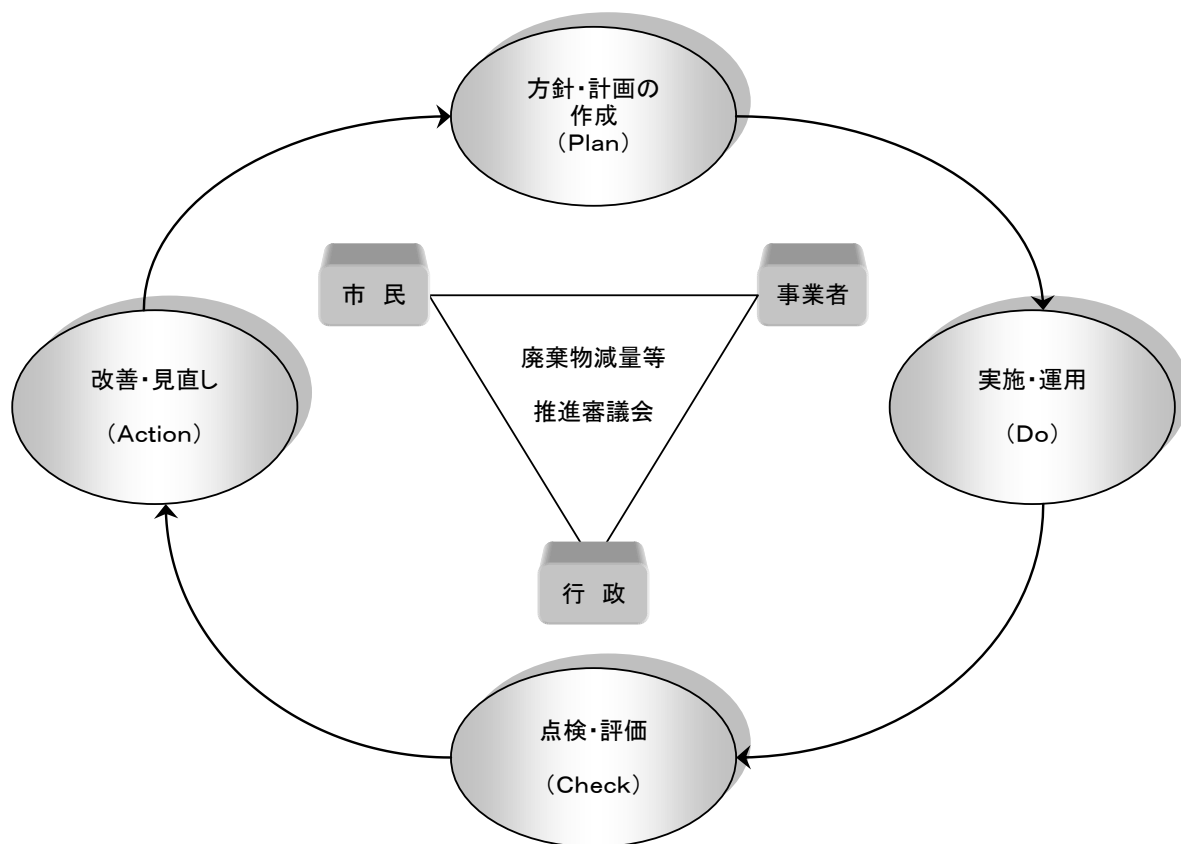 方針・計画の
作成
（Plan）
市　民
事業者
廃棄物減量等
推進審議会
改善・見直し
（Action）
実施・運用
（Do）
行　政
点検・評価
（Check）